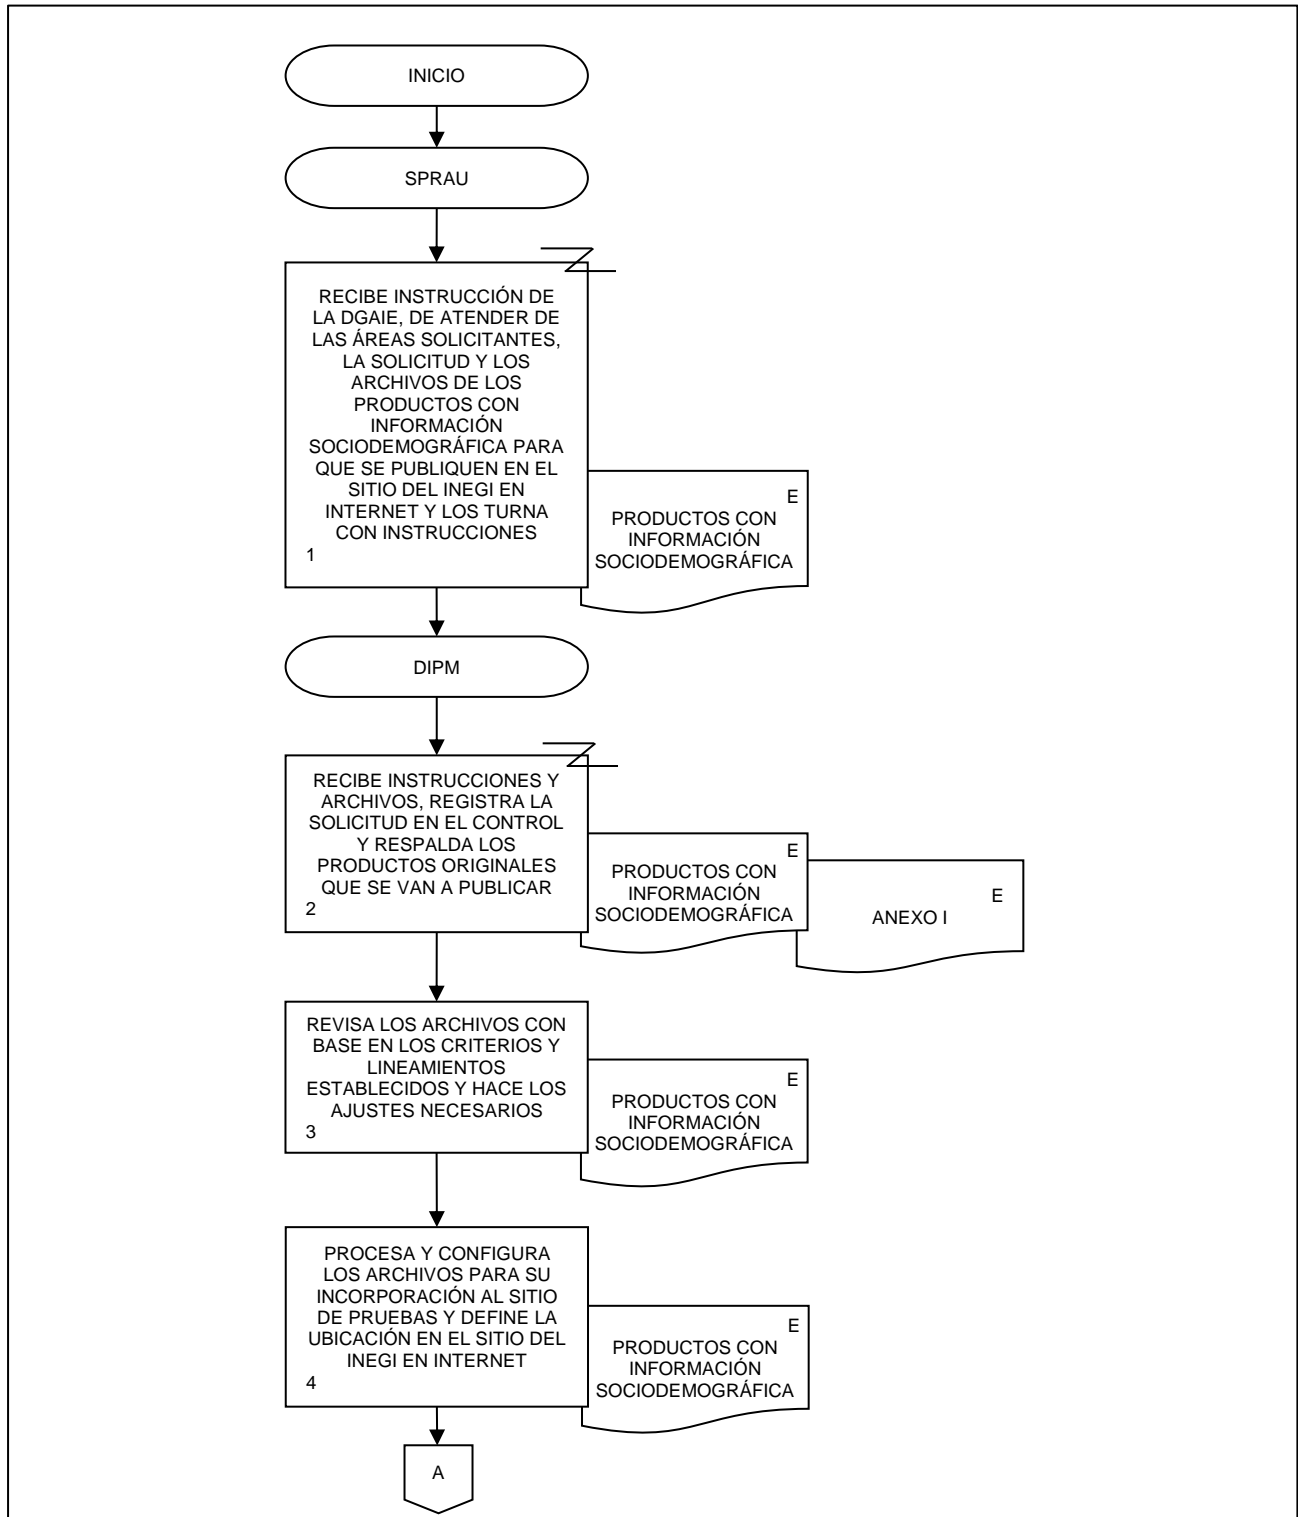 INICIO
SPRAU
RECIBE INSTRUCCIÓN DE
LA DGAIE, DE ATENDER DE
LAS ÁREAS SOLICITANTES,
LA SOLICITUD Y LOS
ARCHIVOS DE LOS
PRODUCTOS CON
INFORMACIÓN
SOCIODEMOGRÁFICA PARA
QUE SE PUBLIQUEN EN EL
SITIO DEL INEGI EN
INTERNET Y LOS TURNA
CON INSTRUCCIONES
1
E
PRODUCTOS CON
INFORMACIÓN
SOCIODEMOGRÁFICA
DIPM
RECIBE INSTRUCCIONES Y
ARCHIVOS, REGISTRA LA
SOLICITUD EN EL CONTROL
Y RESPALDA LOS
PRODUCTOS ORIGINALES
QUE SE VAN A PUBLICAR
2
E
PRODUCTOS CON
INFORMACIÓN
SOCIODEMOGRÁFICA
E
ANEXO I
REVISA LOS ARCHIVOS CON
BASE EN LOS CRITERIOS Y
LINEAMIENTOS
ESTABLECIDOS Y HACE LOS
AJUSTES NECESARIOS
3
E
PRODUCTOS CON
INFORMACIÓN
SOCIODEMOGRÁFICA
PROCESA Y CONFIGURA
LOS ARCHIVOS PARA SU
INCORPORACIÓN AL SITIO
DE PRUEBAS Y DEFINE LA
UBICACIÓN EN EL SITIO DEL
INEGI EN INTERNET
4
E
PRODUCTOS CON
INFORMACIÓN
SOCIODEMOGRÁFICA
A